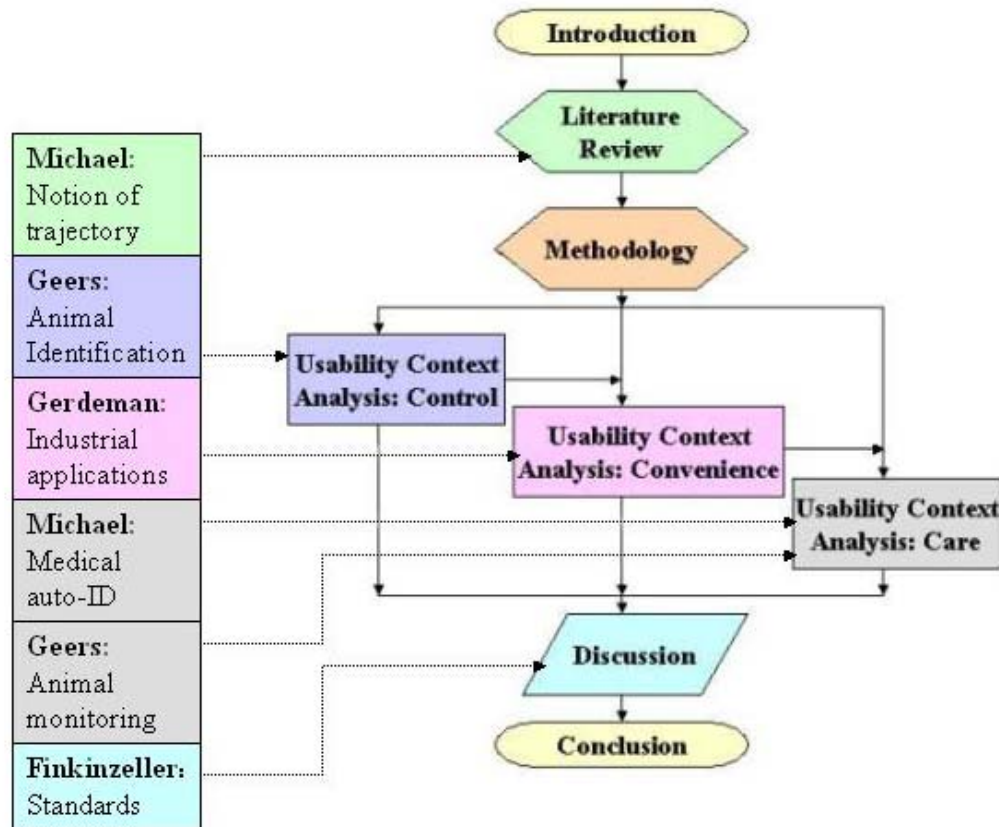 Introduction
Literature
Review
Methodology
Michael:
Notion of
trajectory
Geers:
Animal
Identification
Gerdeman:
Industrial
applications
Michael:
Medical
auto-ID
Geers:
Animal
monitoring
Finkinzeller:
Standards
Usability Context
Analysis: Control
Usability Context
Analysis: Convenience
Usability Context
Analysis: Care
Discussion
Conclusion